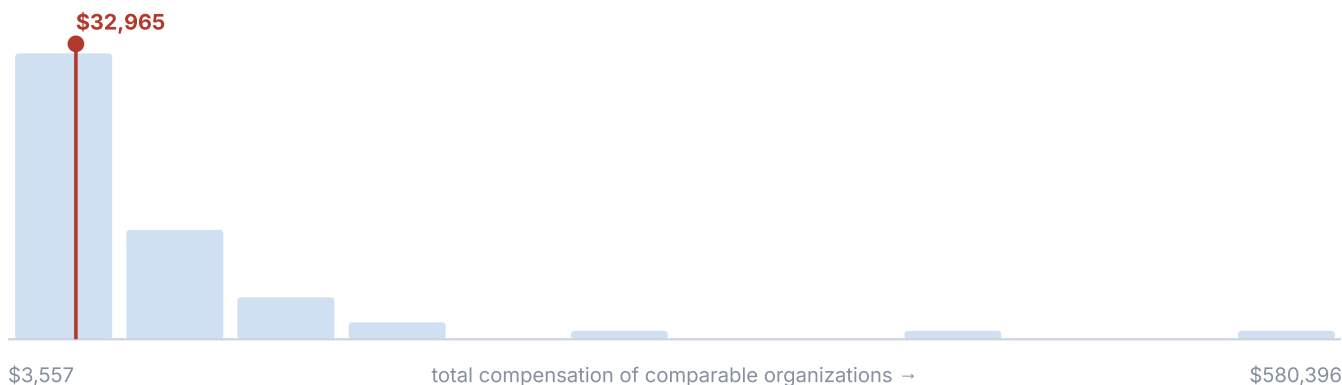 $32,965
$3,557
total compensation of comparable organizations →
$580,396